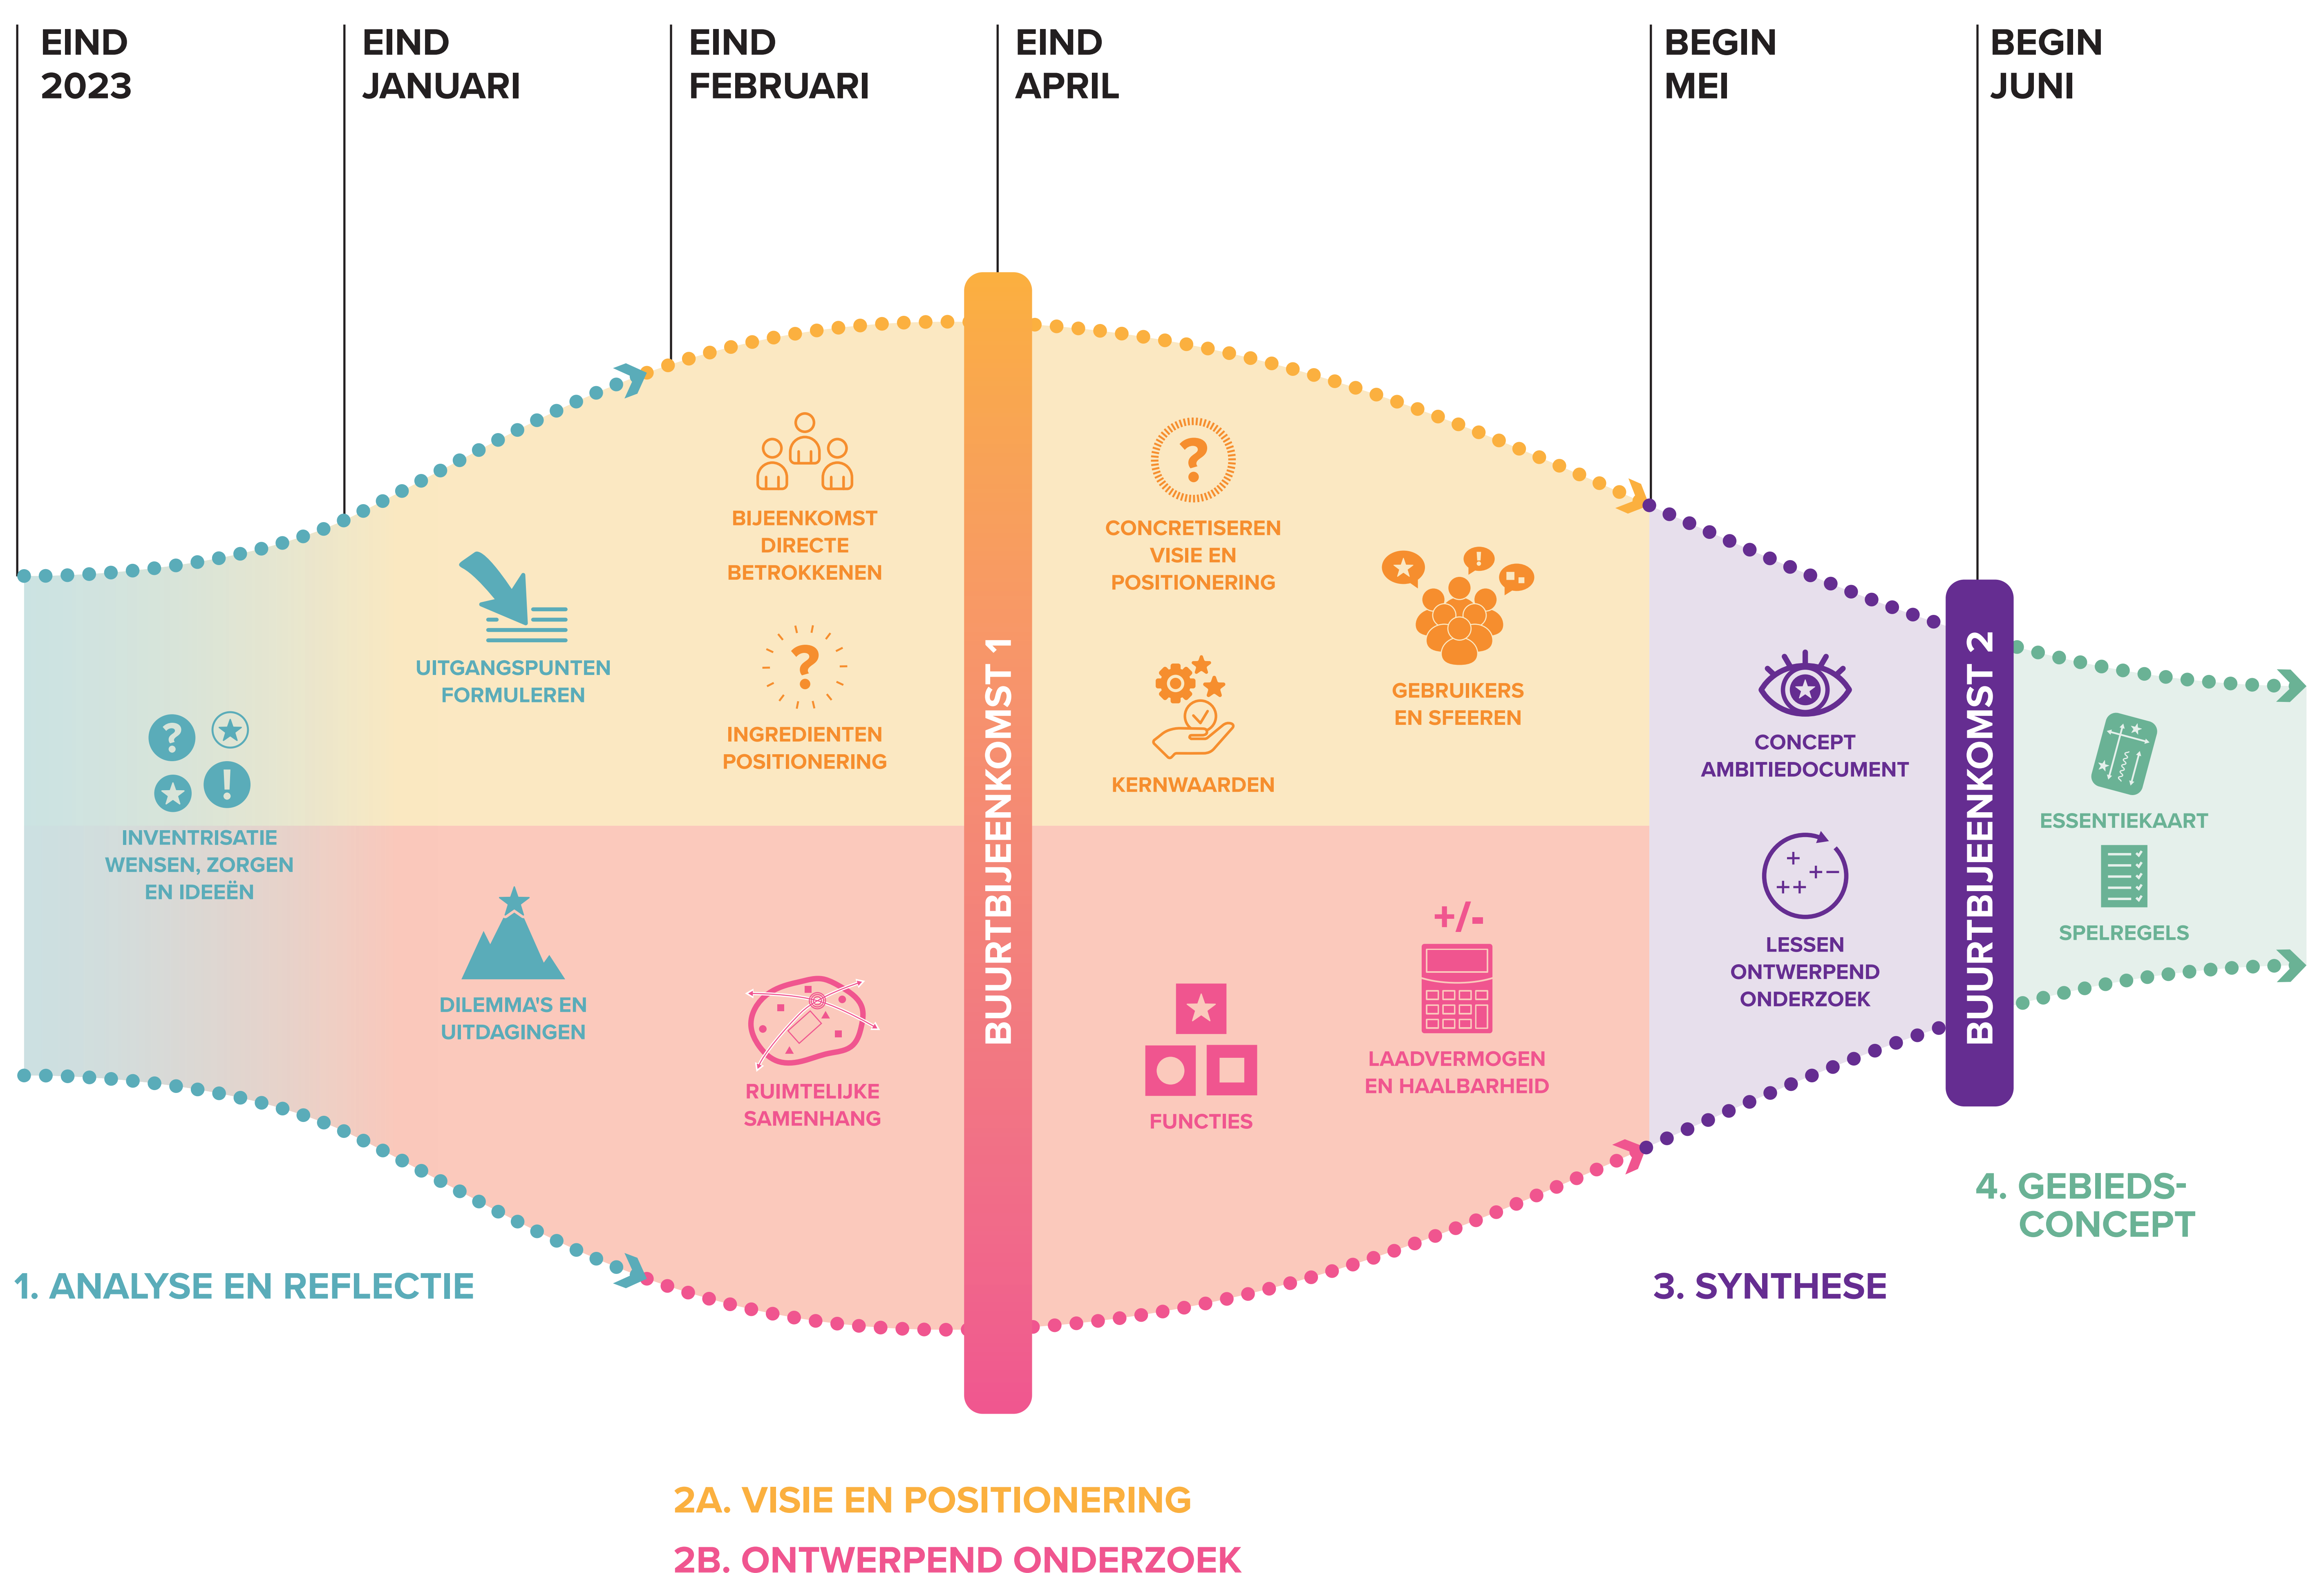 EIND
2023
EIND
JANUARI
EIND
FEBRUARI
EIND
APRIL
BEGIN
MEI
BEGIN
JUNI
INVENTRISATIE
WENSEN, ZORGEN
EN IDEEËN
UITGANGSPUNTEN
FORMULEREN
DILEMMA'S EN
UITDAGINGEN
BIJEENKOMST
DIRECTE
BETROKKENEN
INGREDIENTEN
POSITIONERING
RUIMTELIJKE
SAMENHANG
BUURTBIJEENKOMST 1
CONCRETISEREN
VISIE EN
POSITIONERING
KERNWAARDEN
GEBRUIKERS
EN SFEEREN
FUNCTIES
+/-
LAADVERMOGEN
EN HAALBARHEID
CONCEPT
AMBITIEDOCUMENT
LESSEN
ONTWERPEND
ONDERZOEK
BUURTBIJEENKOMST 2
ESSENTIEKAART
SPELREGELS
1. ANALYSE EN REFLECTIE
2A. VISIE EN POSITIONERING
2B. ONTWERPEND ONDERZOEK
3. SYNTHESE
4. GEBIEDS-
CONCEPT